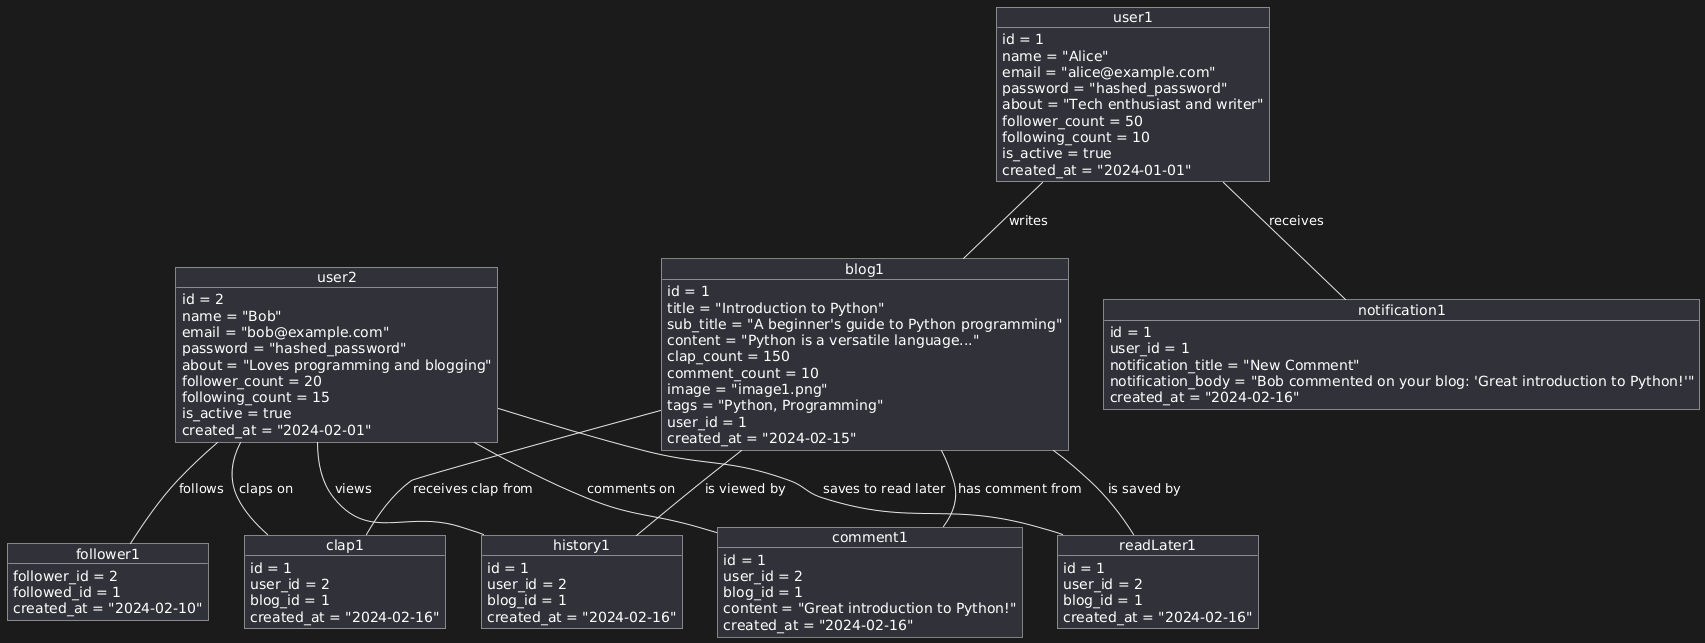 user1
id = 1
name = "Alice"
email = "alice@example.com"
password = "hashed_password"
about = "Tech enthusiast and writer"
follower_count = 50
following_count = 10
is_active = true
created_at = "2024-01-01"
writes
receives
user2
id = 2
name = "Bob"
email = "bob@example.com"
password = "hashed_password"
about = "Loves programming and blogging"
follower_count = 20
following_count = 15
is_active = true
created_at = "2024-02-01"
blog1
id = 1
title = "Introduction to Python"
sub_title = "A beginner's guide to Python programming"
content = "Python is a versatile language..."
clap_count = 150
comment_count = 10
image = "image1.png"
tags = "Python, Programming"
user_id = 1
created_at = "2024-02-15"
notification1
id = 1
user_id = 1
notification_title = "New Comment"
notification_body = "Bob commented on your blog: 'Great introduction to Python!'"
created_at = "2024-02-16"
follows
claps on
views
receives clap from
comments on
is viewed by
saves to read later
has comment from
is saved by
follower1
follower_id = 2
followed_id = 1
created_at = "2024-02-10"
clap1
id = 1
user_id = 2
blog_id = 1
created_at = "2024-02-16"
history1
id = 1
user_id = 2
blog_id = 1
created_at = "2024-02-16"
comment1
id = 1
user_id = 2
blog_id = 1
content = "Great introduction to Python!"
created_at = "2024-02-16"
readLater1
id = 1
user_id = 2
blog_id = 1
created_at = "2024-02-16"